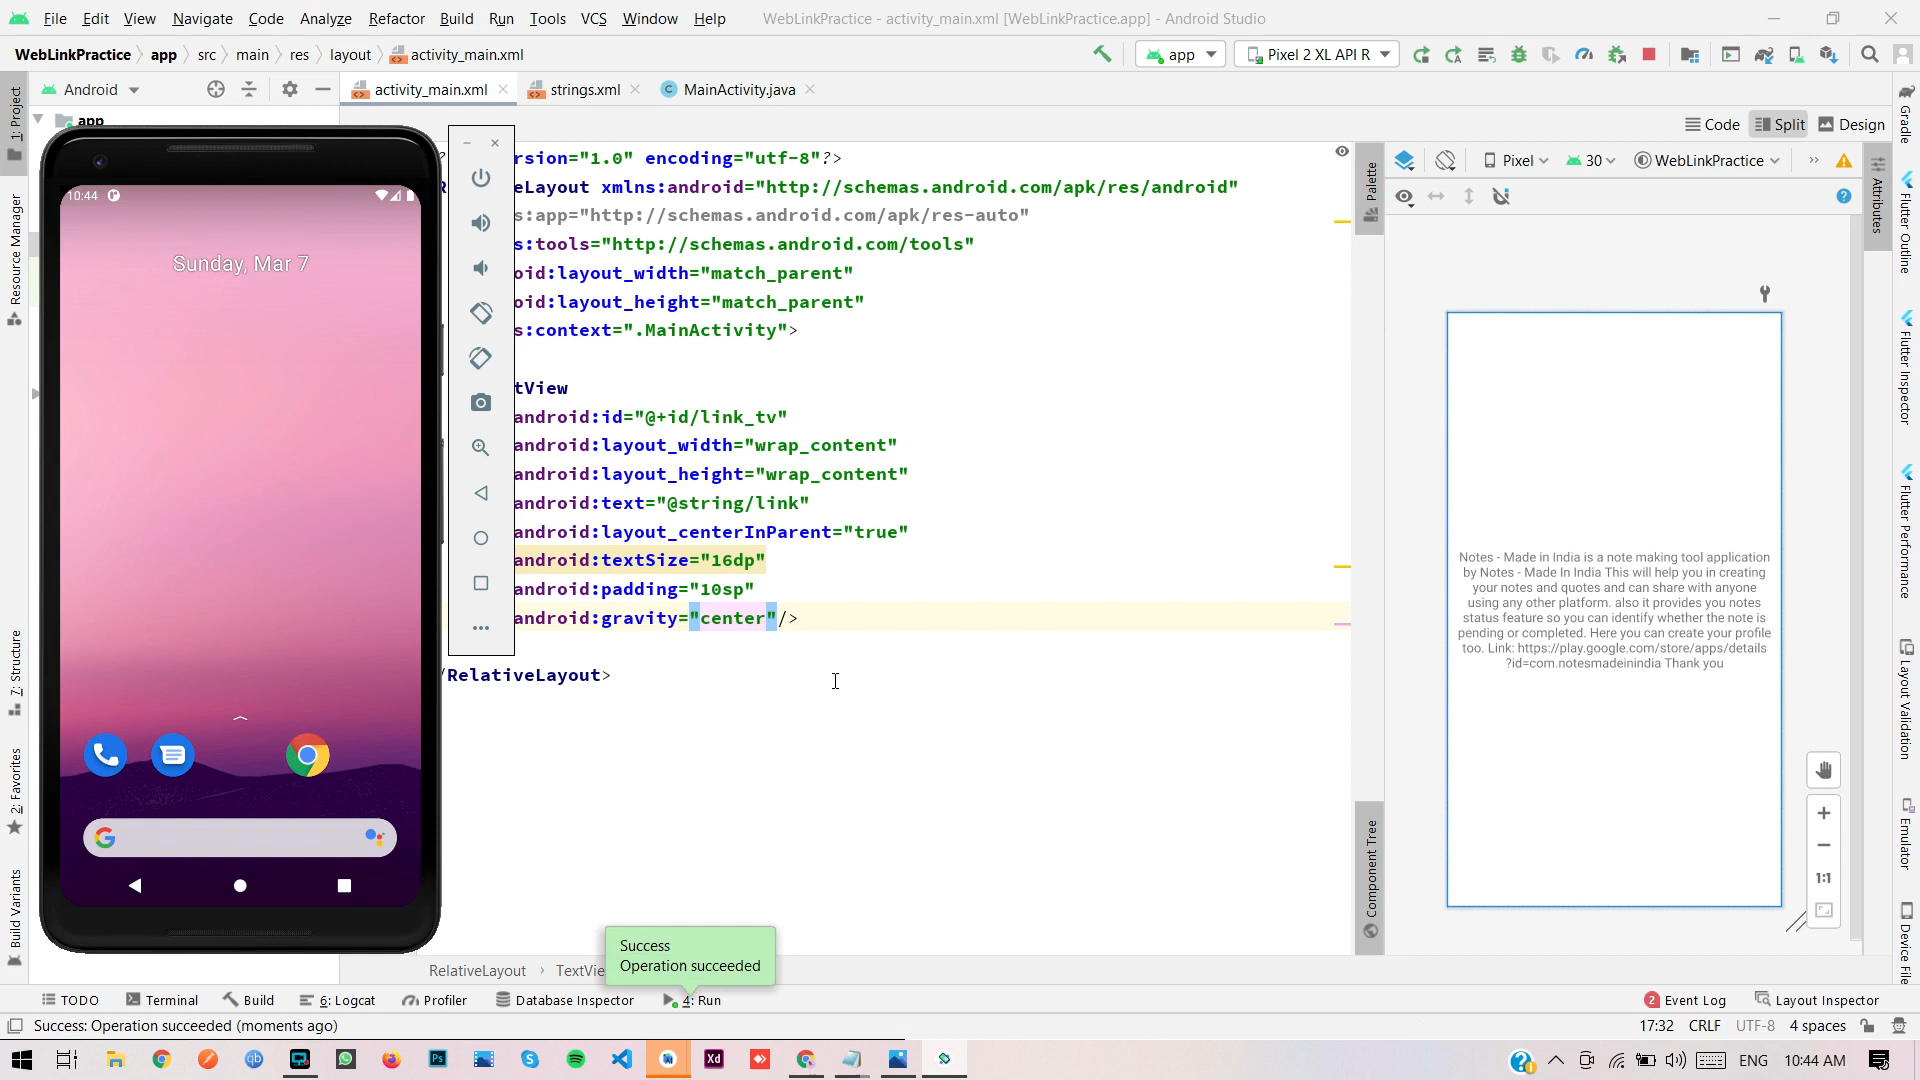 File Edit View Navigate Code Analyze Refactor Build Run Tools VCS Window Help WebLinkPractice - activity_main.xml [WebLinkPractice.app] - Android Studio
WebLinkPractice app src main res layout activity_main.xml app Pixel 2 XL API R
Android activity_main.xml strings.xml MainActivity.java
app
Code Split Design
1: Project
Resource Manager
7: Structure
2: Favorites
Build Variants
10:44
Sunday, Mar 7
rsion="1.0" encoding="utf-8"?>
eLayout xmlns:android="http://schemas.android.com/apk/res/android"
s:app="http://schemas.android.com/apk/res-auto"
s:tools="http://schemas.android.com/tools"
oid:layout_width="match_parent"
oid:layout_height="match_parent"
s:context=".MainActivity">
tView
android:id="@+id/link_tv"
android:layout_width="wrap_content"
android:layout_height="wrap_content"
android:text="@string/link"
android:layout_centerInParent="true"
android:textSize="16dp"
android:padding="10sp"
android:gravity="center"/>
/RelativeLayout>
Palette
Component Tree
Pixel 30 WebLinkPractice
Attributes
Notes - Made in India is a note making tool application
by Notes - Made In India This will help you in creating
your notes and quotes and can share with anyone
using any other platform. also it provides you notes
status feature so you can identify whether the note is
pending or completed. Here you can create your profile
too. Link: https://play.google.com/store/apps/details
?id=com.notesmadeinindia Thank you
1:1
Gradle
Flutter Outline
Flutter Inspector
Flutter Performance
Layout Validation
Emulator
Device File
RelativeLayout TextVie
Success
Operation succeeded
TODO Terminal Build 6: Logcat Profiler Database Inspector 4: Run 2 Event Log Layout Inspector
Success: Operation succeeded (moments ago) 17:32 CRLF UTF-8 4 spaces
ENG 10:44 AM